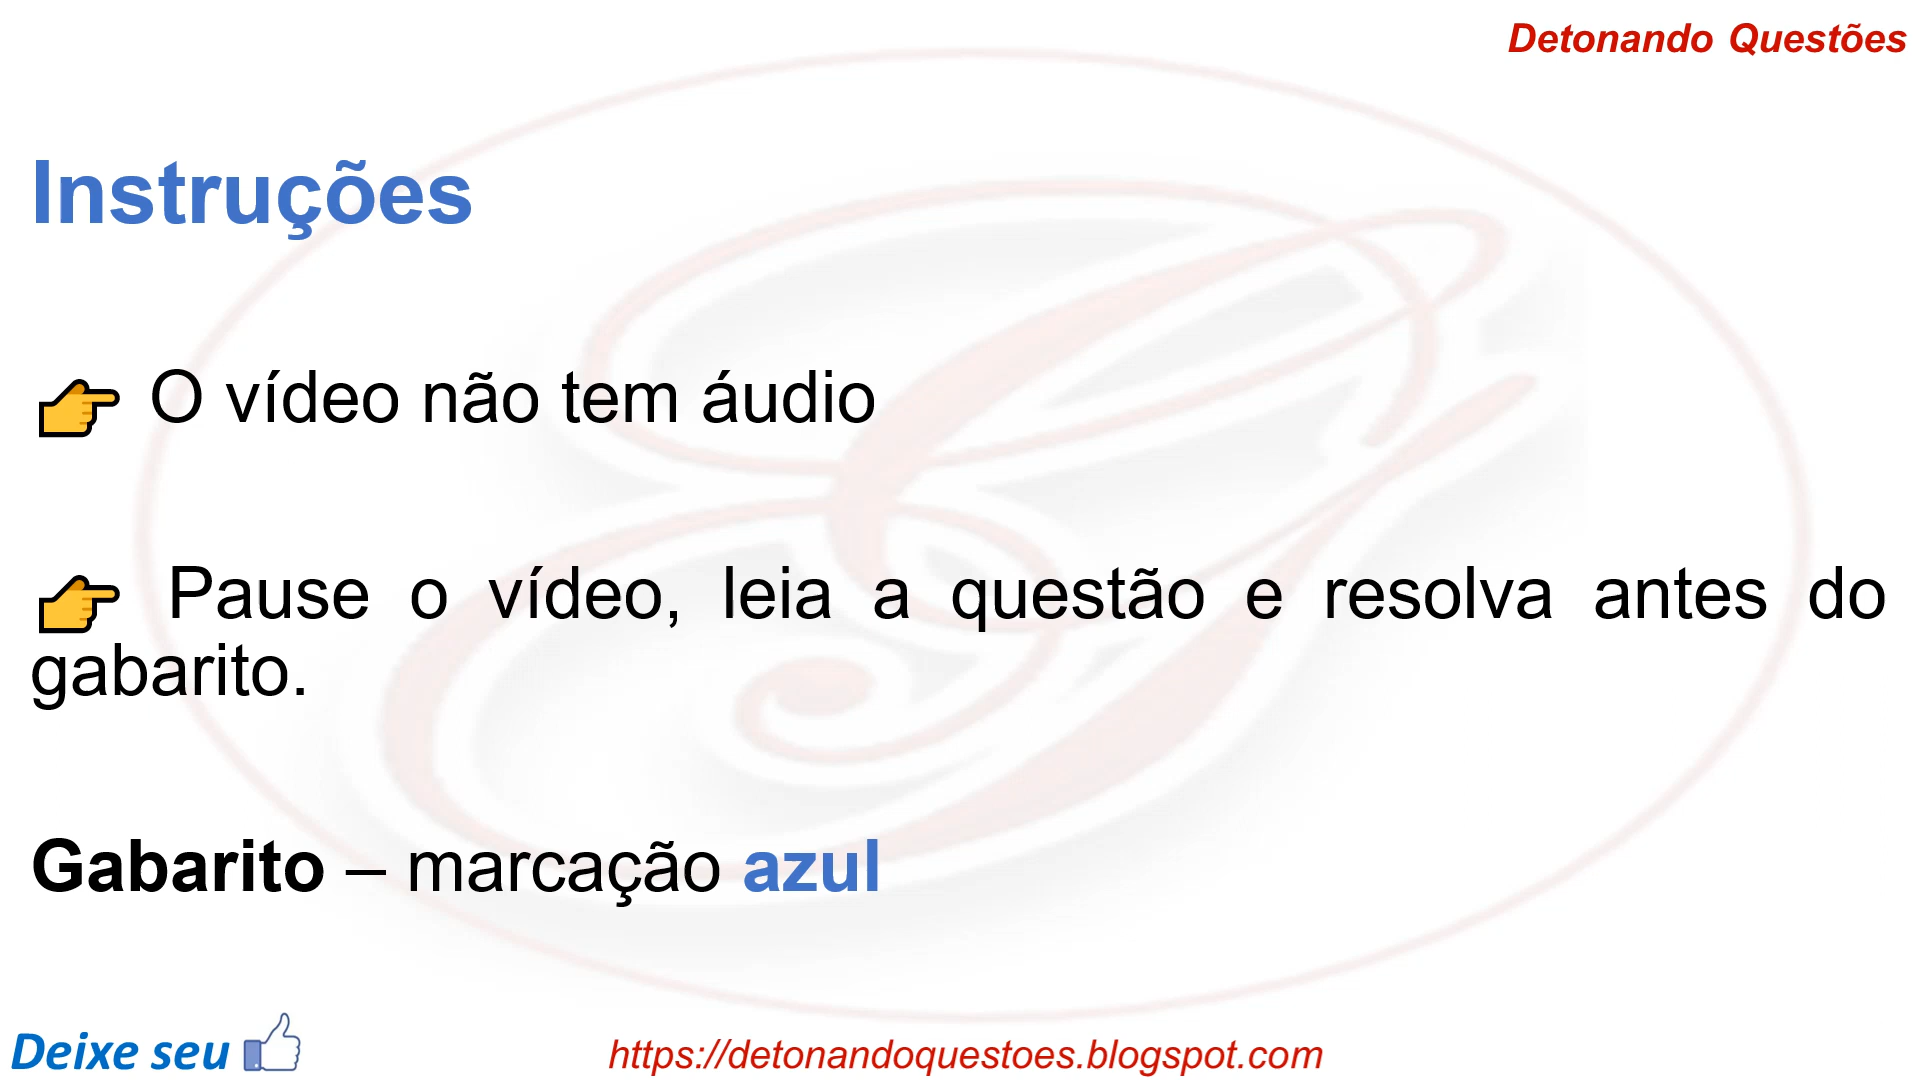 Detonando Questões
Instruções
👉 O vídeo não tem áudio
👉 Pause o vídeo, leia a questão e resolva antes do
gabarito.
Gabarito – marcação azul
Deixe seu
https://detonandoquestoes.blogspot.com